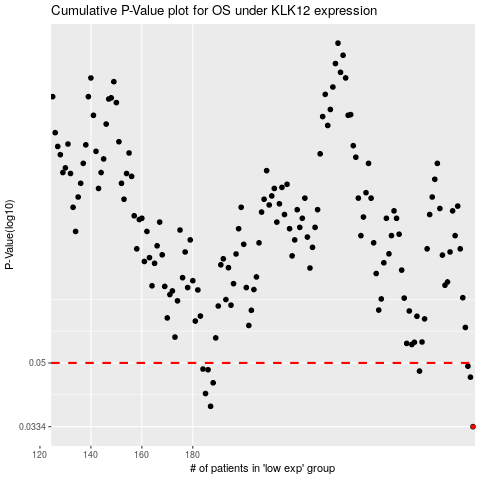 Cumulative P-Value plot for OS under KLK12 expression
P-Value(log10)
0.05
0.0334
120 140 160 180
# of patients in 'low exp' group